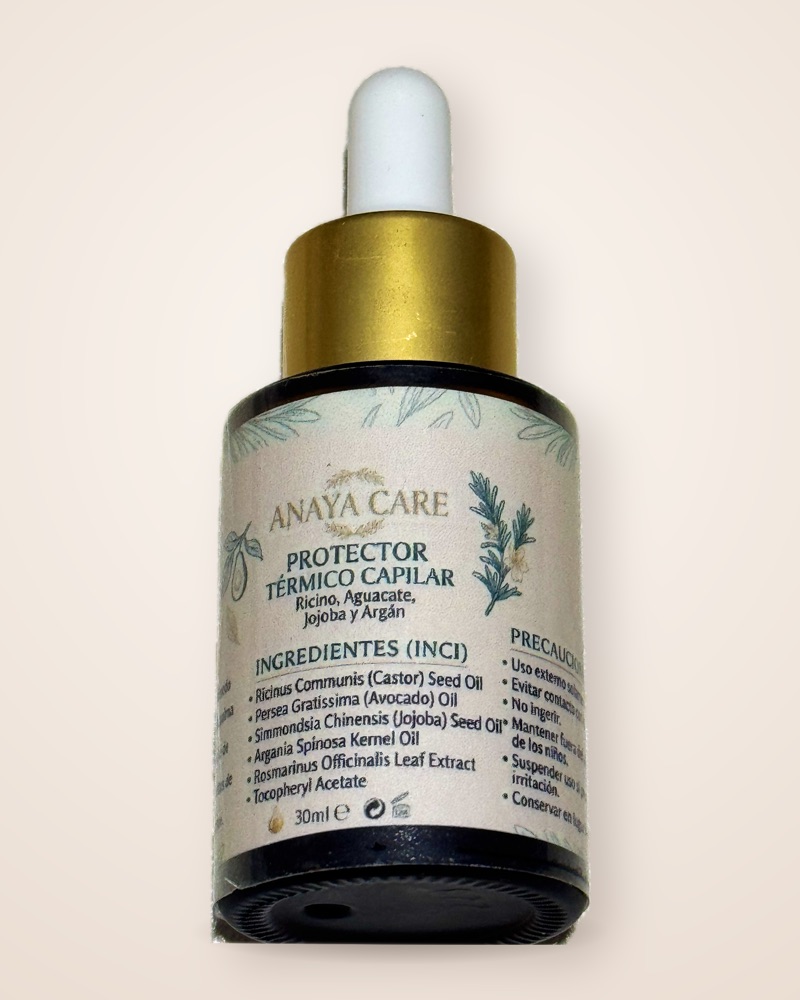 ANAYA CARE
PROTECTOR
TÉRMICO CAPILAR
Ricino, Aguacate,
Jojoba y Argán
INGREDIENTES (INCI)
• Ricinus Communis (Castor) Seed Oil
• Persea Gratissima (Avocado) Oil
• Simmondsia Chinensis (Jojoba) Seed Oil
• Argania Spinosa Kernel Oil
• Rosmarinus Officinalis Leaf Extract
• Tocopheryl Acetate
30ml ℮
• Uso externo
• Evitar contacto
• No ingerir.
• Mantener fuera
de los niños.
• Suspender uso si
irritación.
• Conservar en